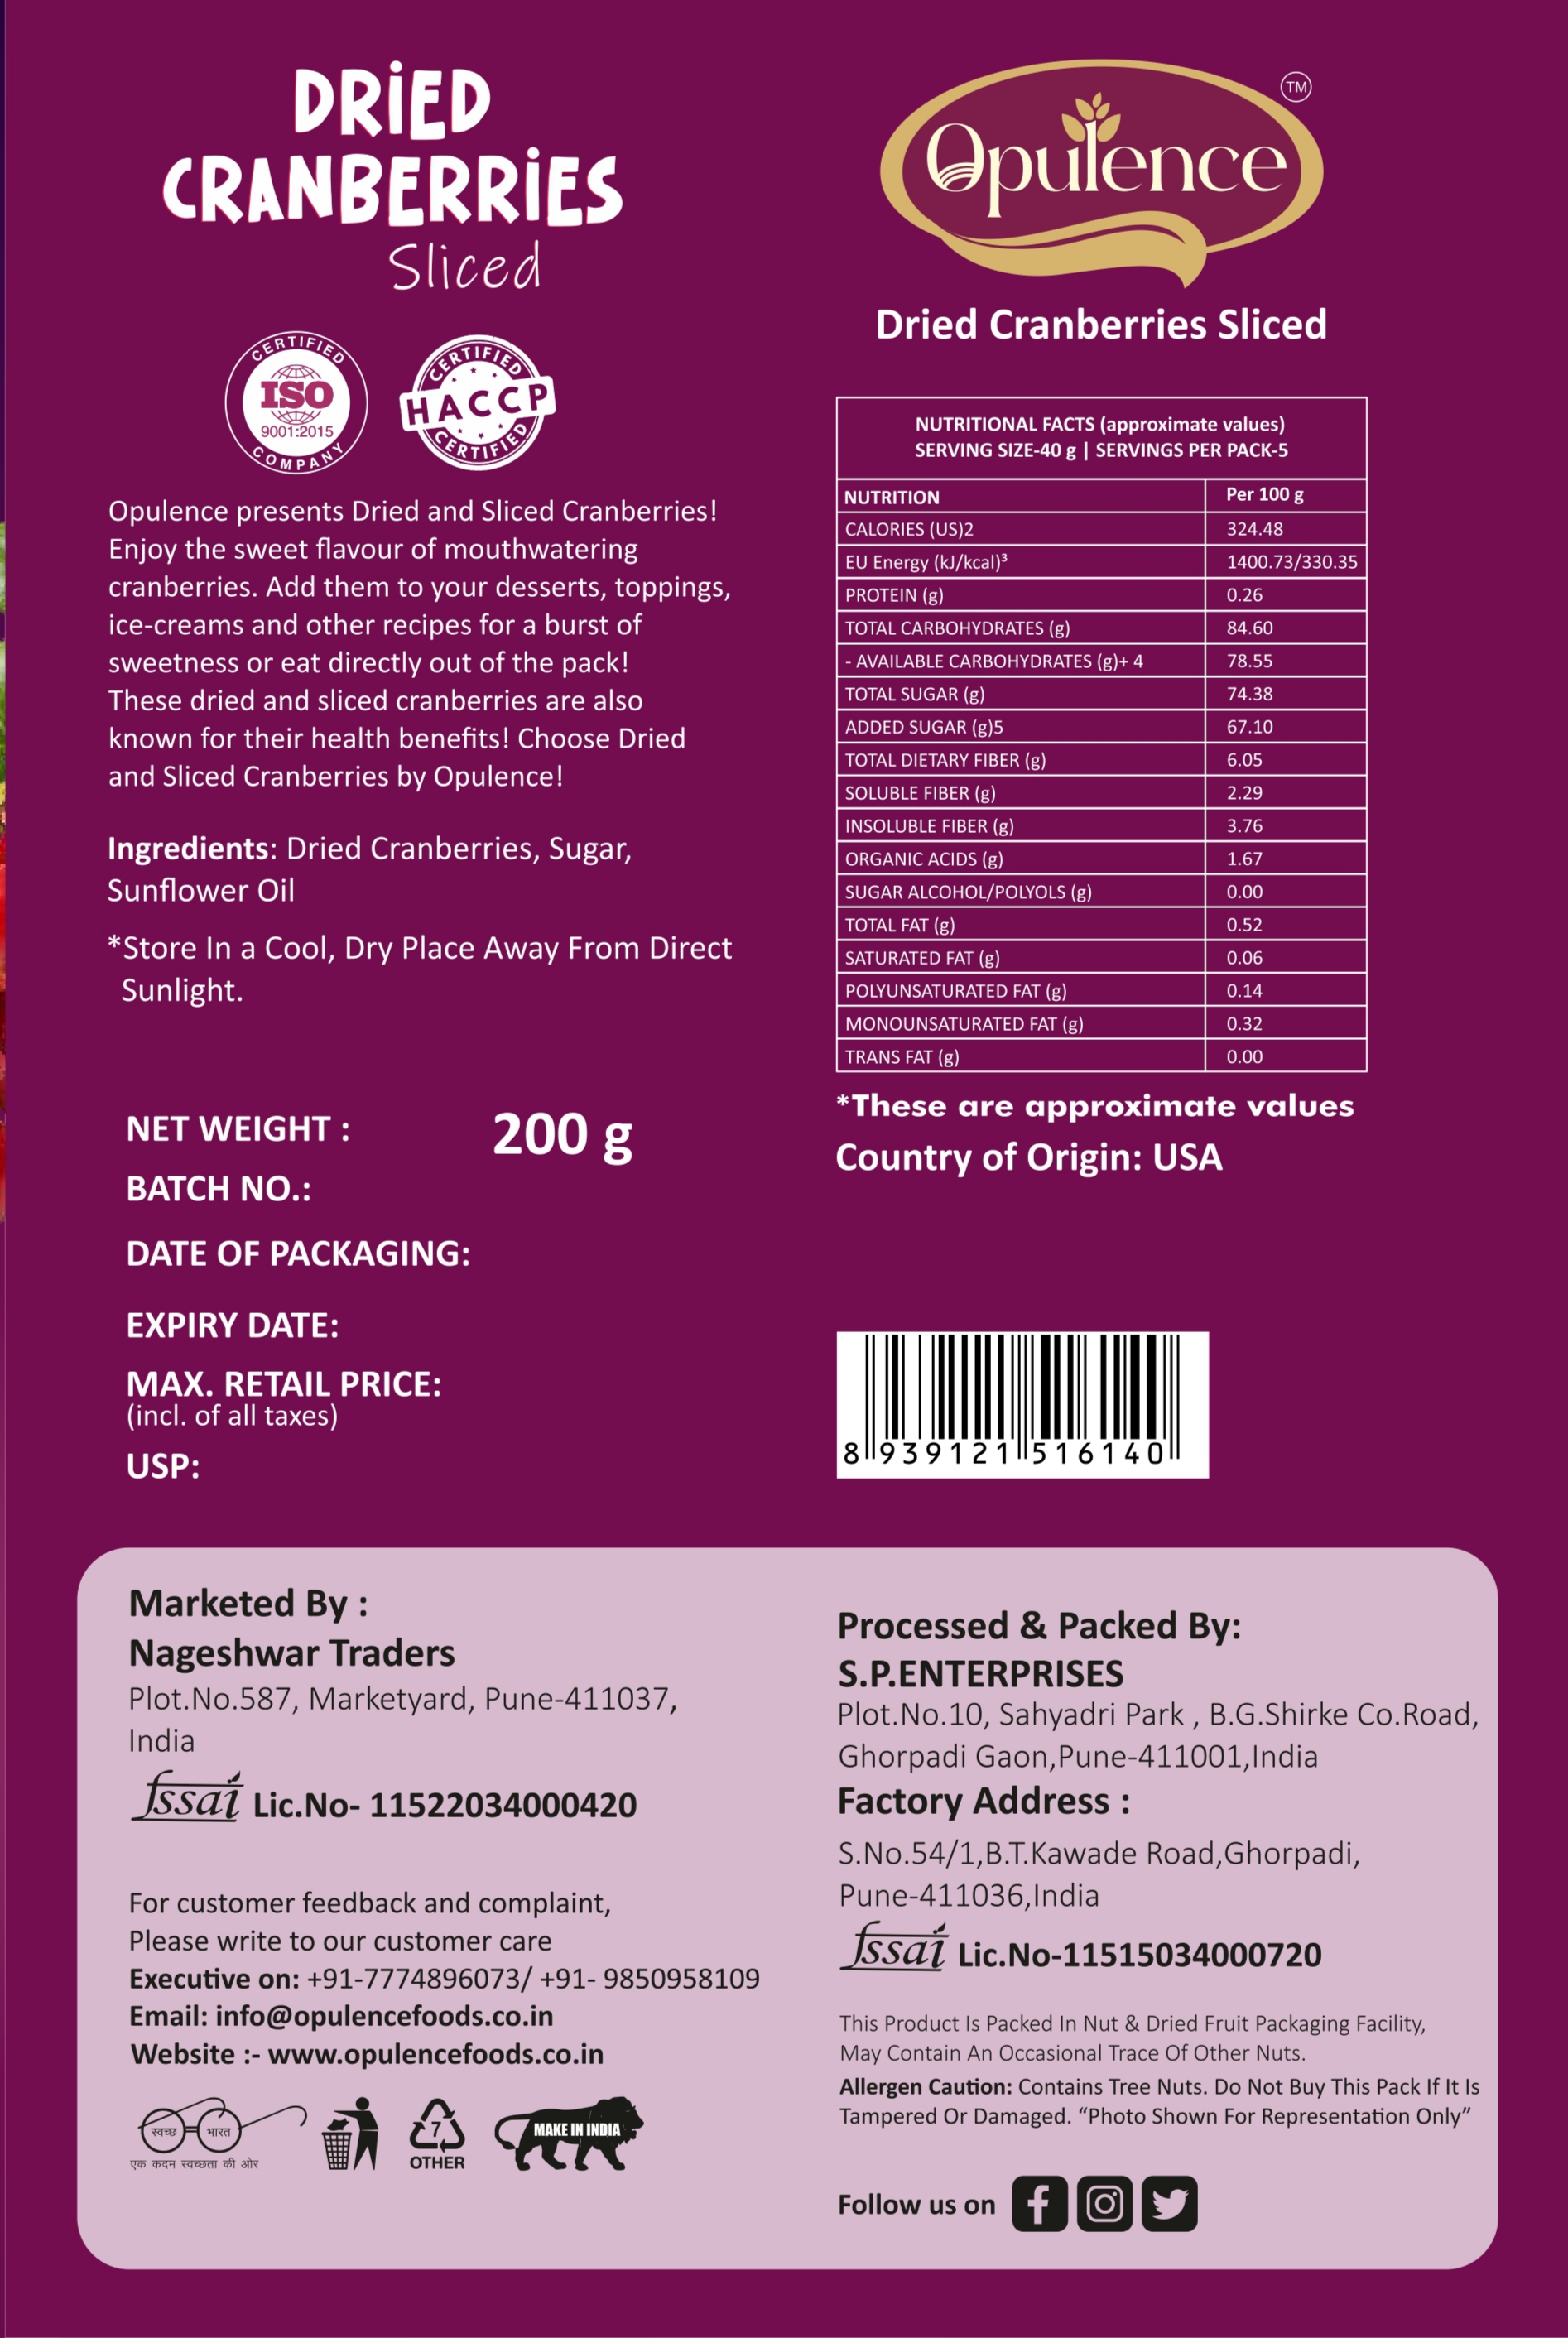 DRiED
CRANBERRiES
Sliced
CERTIFIED
ISO
9001:2015
COMPANY
CERTIFIED
HACCP
CERTIFIED
Opulence presents Dried and Sliced Cranberries!
Enjoy the sweet flavour of mouthwatering
cranberries. Add them to your desserts, toppings,
ice-creams and other recipes for a burst of
sweetness or eat directly out of the pack!
These dried and sliced cranberries are also
known for their health benefits! Choose Dried
and Sliced Cranberries by Opulence!
Ingredients: Dried Cranberries, Sugar,
Sunflower Oil
*Store In a Cool, Dry Place Away From Direct
Sunlight.
NET WEIGHT : 200 g
BATCH NO.:
DATE OF PACKAGING:
EXPIRY DATE:
MAX. RETAIL PRICE:
(incl. of all taxes)
USP:
Opulence TM
Dried Cranberries Sliced
NUTRITIONAL FACTS (approximate values)
SERVING SIZE-40 g | SERVINGS PER PACK-5
NUTRITION Per 100 g
CALORIES (US)2 324.48
EU Energy (kJ/kcal)³ 1400.73/330.35
PROTEIN (g) 0.26
TOTAL CARBOHYDRATES (g) 84.60
- AVAILABLE CARBOHYDRATES (g)+ 4 78.55
TOTAL SUGAR (g) 74.38
ADDED SUGAR (g)5 67.10
TOTAL DIETARY FIBER (g) 6.05
SOLUBLE FIBER (g) 2.29
INSOLUBLE FIBER (g) 3.76
ORGANIC ACIDS (g) 1.67
SUGAR ALCOHOL/POLYOLS (g) 0.00
TOTAL FAT (g) 0.52
SATURATED FAT (g) 0.06
POLYUNSATURATED FAT (g) 0.14
MONOUNSATURATED FAT (g) 0.32
TRANS FAT (g) 0.00
*These are approximate values
Country of Origin: USA
8 939121 516140
Marketed By :
Nageshwar Traders
Plot.No.587, Marketyard, Pune-411037,
India
fssai Lic.No- 11522034000420
For customer feedback and complaint,
Please write to our customer care
Executive on: +91-7774896073/ +91- 9850958109
Email: info@opulencefoods.co.in
Website :- www.opulencefoods.co.in
स्वच्छ भारत
एक कदम स्वच्छता की ओर
7
OTHER
MAKE IN INDIA
Processed & Packed By:
S.P.ENTERPRISES
Plot.No.10, Sahyadri Park , B.G.Shirke Co.Road,
Ghorpadi Gaon,Pune-411001,India
Factory Address :
S.No.54/1,B.T.Kawade Road,Ghorpadi,
Pune-411036,India
fssai Lic.No-11515034000720
This Product Is Packed In Nut & Dried Fruit Packaging Facility,
May Contain An Occasional Trace Of Other Nuts.
Allergen Caution: Contains Tree Nuts. Do Not Buy This Pack If It Is
Tampered Or Damaged. “Photo Shown For Representation Only”
Follow us on